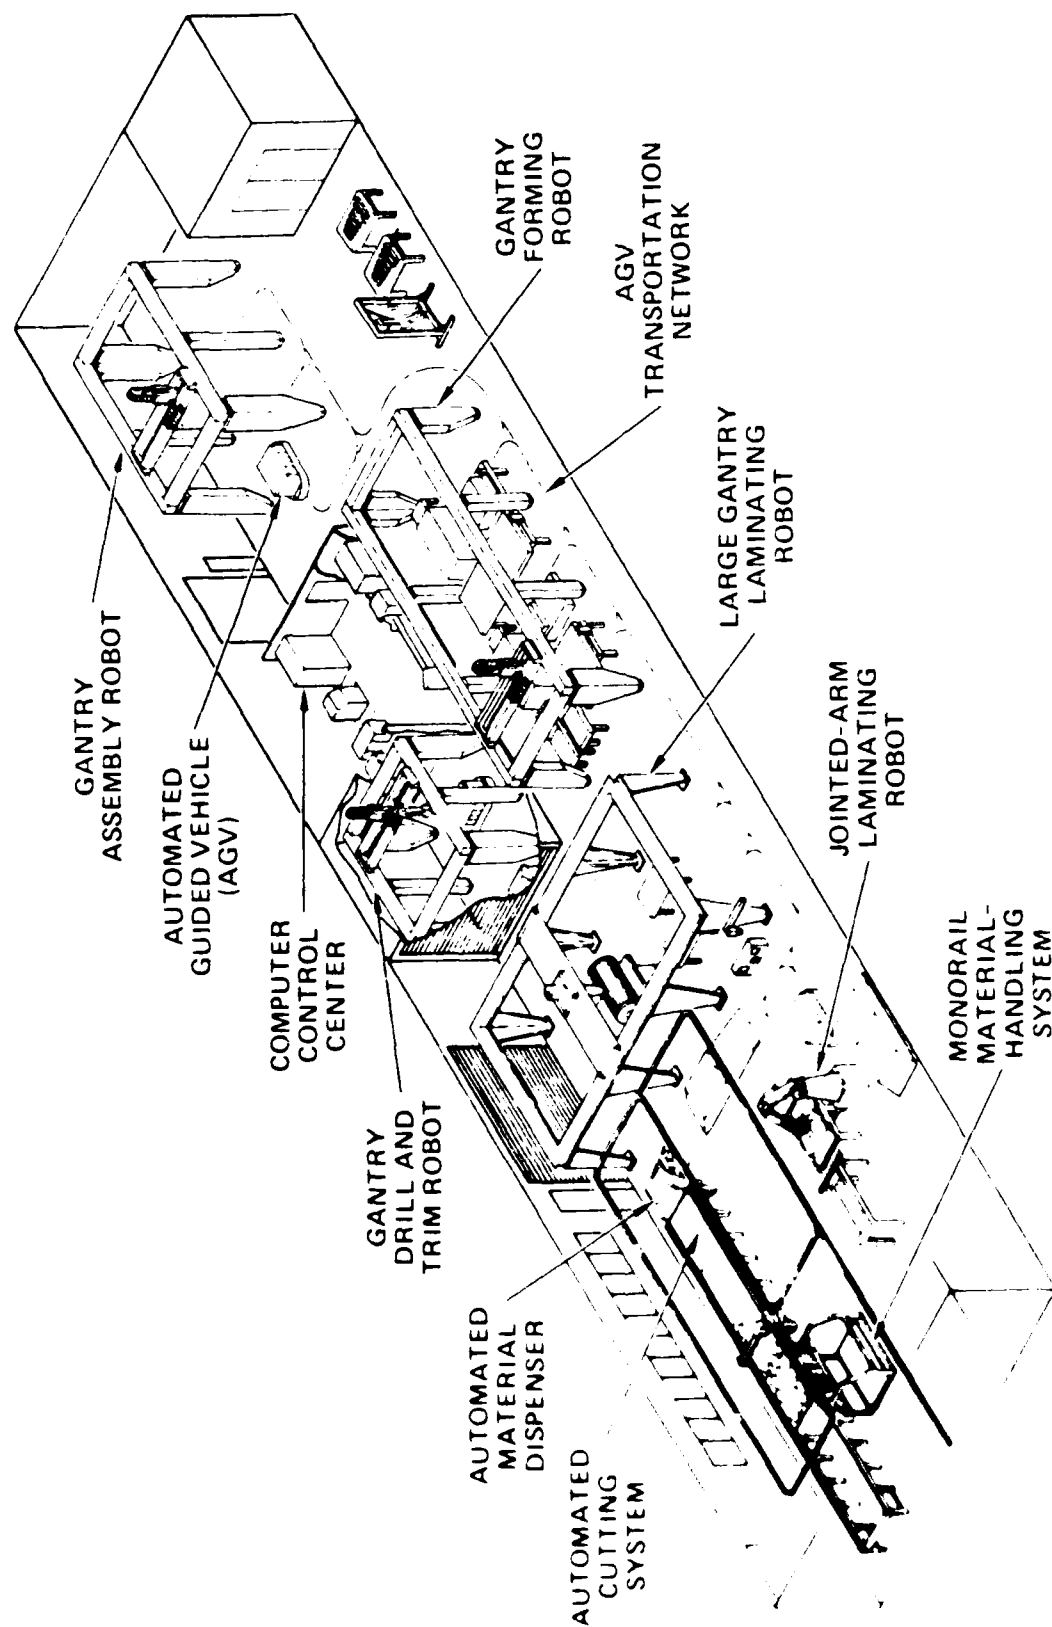 GANTRY
ASSEMBLY ROBOT
AUTOMATED
GUIDED VEHICLE
(AGV)
COMPUTER
CONTROL
CENTER
GANTRY
DRILL AND
TRIM ROBOT
AUTOMATED
MATERIAL
DISPENSER
AUTOMATED
CUTTING
SYSTEM
GANTRY
FORMING
ROBOT
AGV
TRANSPORTATION
NETWORK
LARGE GANTRY
LAMINATING
ROBOT
JOINTED-ARM
LAMINATING
ROBOT
MONORAIL
MATERIAL-
HANDLING
SYSTEM